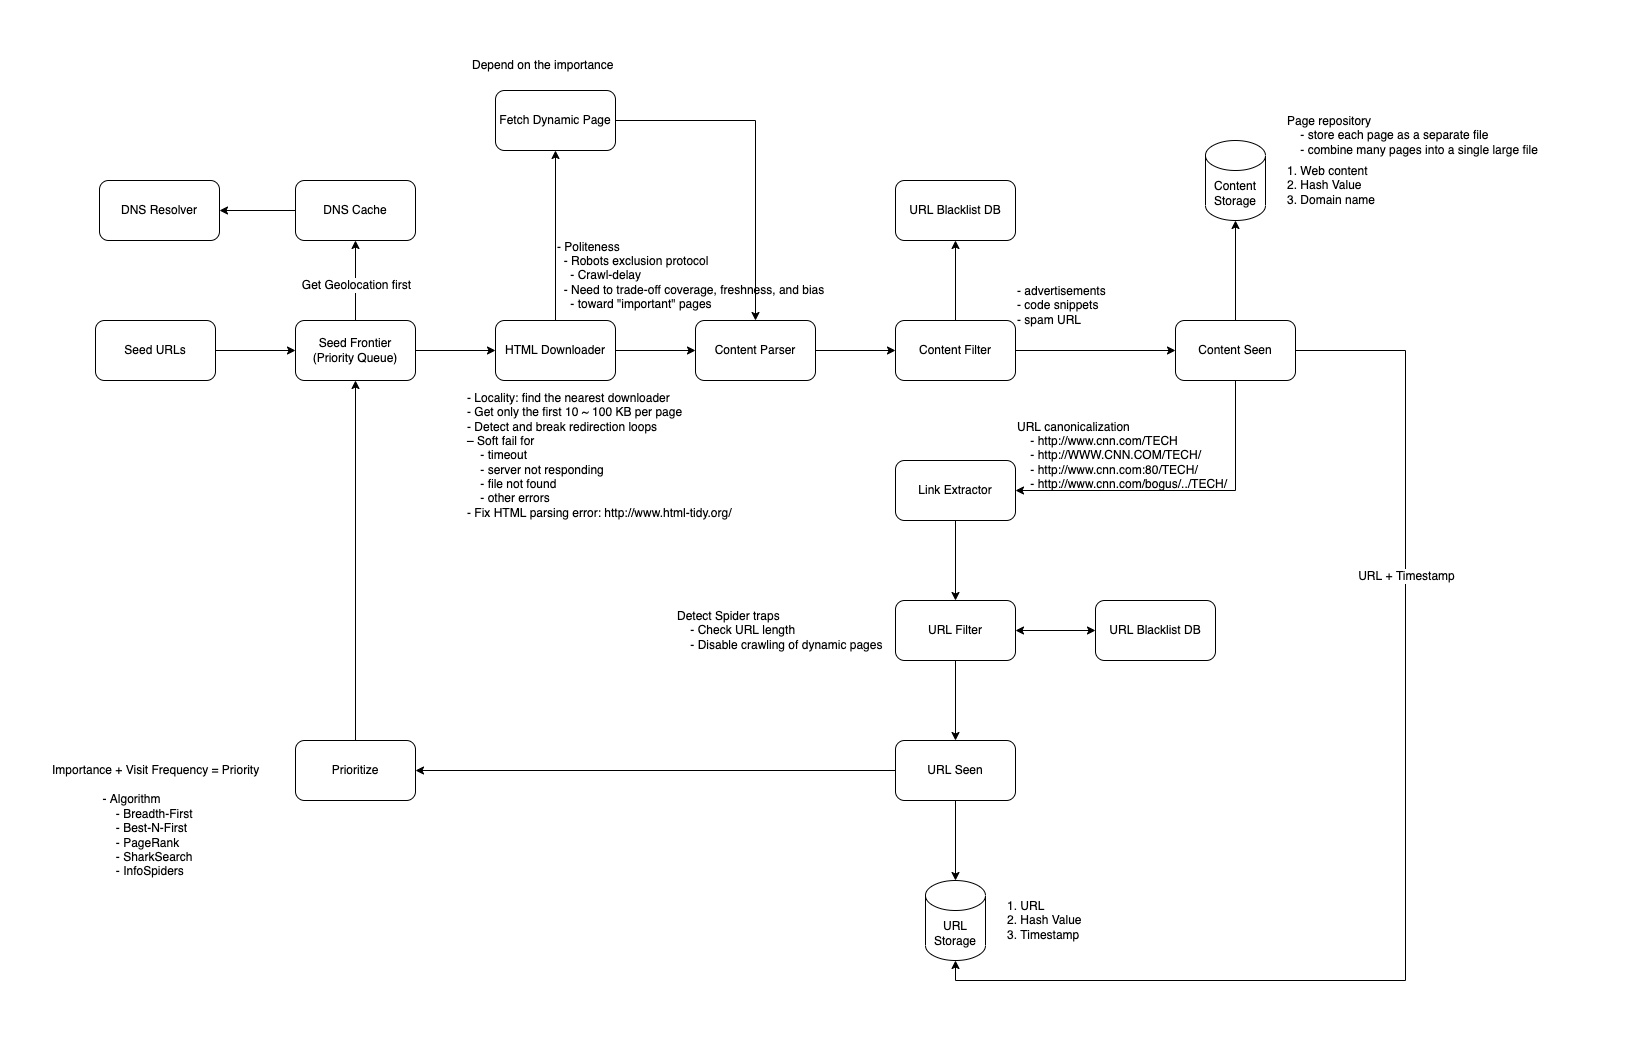 Depend on the importance
Fetch Dynamic Page
Page repository
- store each page as a separate file
- combine many pages into a single large file
1. Web content
2. Hash Value
3. Domain name
Content
Storage
DNS Resolver
DNS Cache
URL Blacklist DB
- Politeness
- Robots exclusion protocol
- Crawl-delay
- Need to trade-off coverage, freshness, and bias
- toward "important" pages
Get Geolocation first
- advertisements
- code snippets
- spam URL
Seed URLs
Seed Frontier
(Priority Queue)
HTML Downloader
Content Parser
Content Filter
Content Seen
- Locality: find the nearest downloader
- Get only the first 10 ~ 100 KB per page
- Detect and break redirection loops
– Soft fail for
- timeout
- server not responding
- file not found
- other errors
- Fix HTML parsing error: http://www.html-tidy.org/
URL canonicalization
- http://www.cnn.com/TECH
- http://WWW.CNN.COM/TECH/
- http://www.cnn.com:80/TECH/
- http://www.cnn.com/bogus/../TECH/
Link Extractor
URL + Timestamp
Detect Spider traps
- Check URL length
- Disable crawling of dynamic pages
URL Filter
URL Blacklist DB
Importance + Visit Frequency = Priority
- Algorithm
- Breadth-First
- Best-N-First
- PageRank
- SharkSearch
- InfoSpiders
Prioritize
URL Seen
URL
Storage
1. URL
2. Hash Value
3. Timestamp